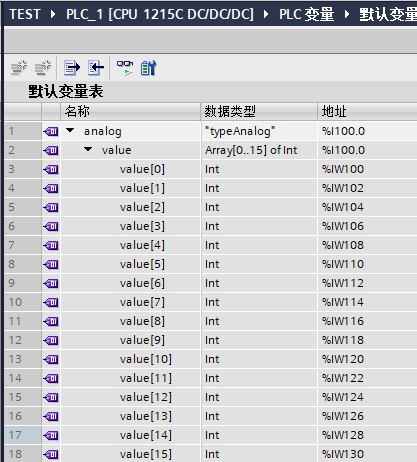 TEST ▸ PLC_1 [CPU 1215C DC/DC/DC] ▸ PLC 变量 ▸ 默认变
默认变量表
名称 数据类型 地址
1 analog "typeAnalog" %I100.0
2 value Array[0..15] of Int %I100.0
3 value[0] Int %IW100
4 value[1] Int %IW102
5 value[2] Int %IW104
6 value[3] Int %IW106
7 value[4] Int %IW108
8 value[5] Int %IW110
9 value[6] Int %IW112
10 value[7] Int %IW114
11 value[8] Int %IW116
12 value[9] Int %IW118
13 value[10] Int %IW120
14 value[11] Int %IW122
15 value[12] Int %IW124
16 value[13] Int %IW126
17 value[14] Int %IW128
18 value[15] Int %IW130